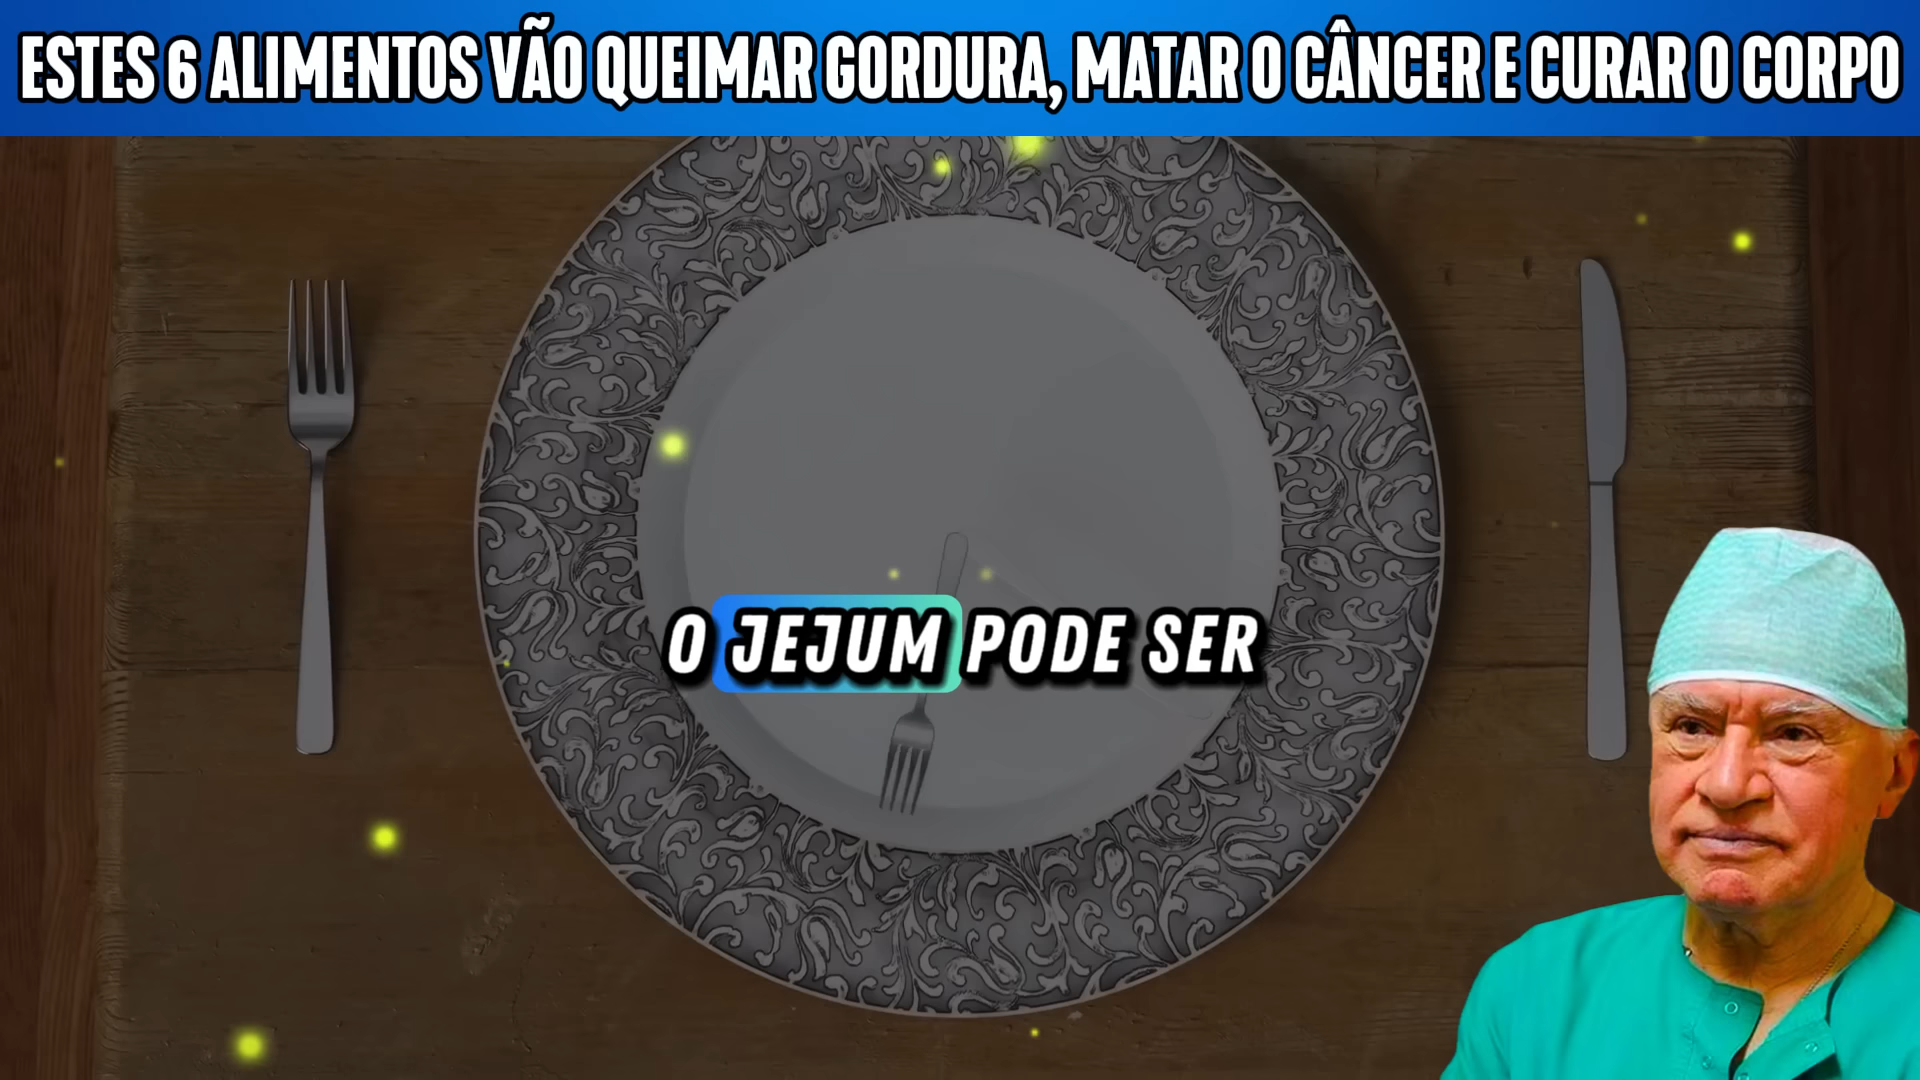 ESTES 6 ALIMENTOS VÃO QUEIMAR GORDURA, MATAR O CÂNCER E CURAR O CORPO
O JEJUM PODE SER